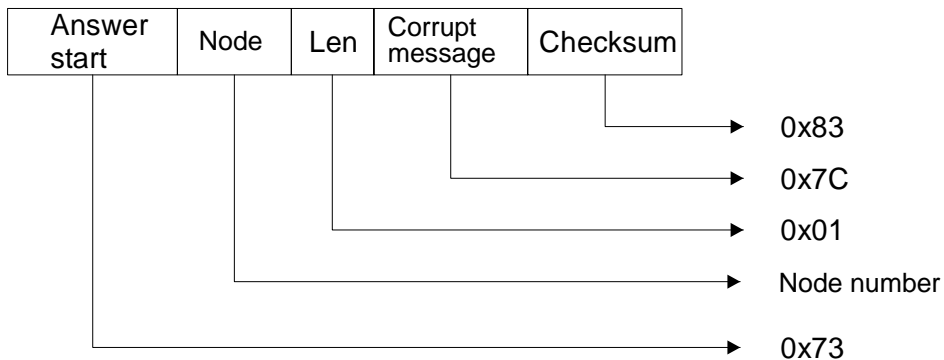 Answer
start
Node
Len
Corrupt
message
Checksum
0x83
0x7C
0x01
Node number
0x73